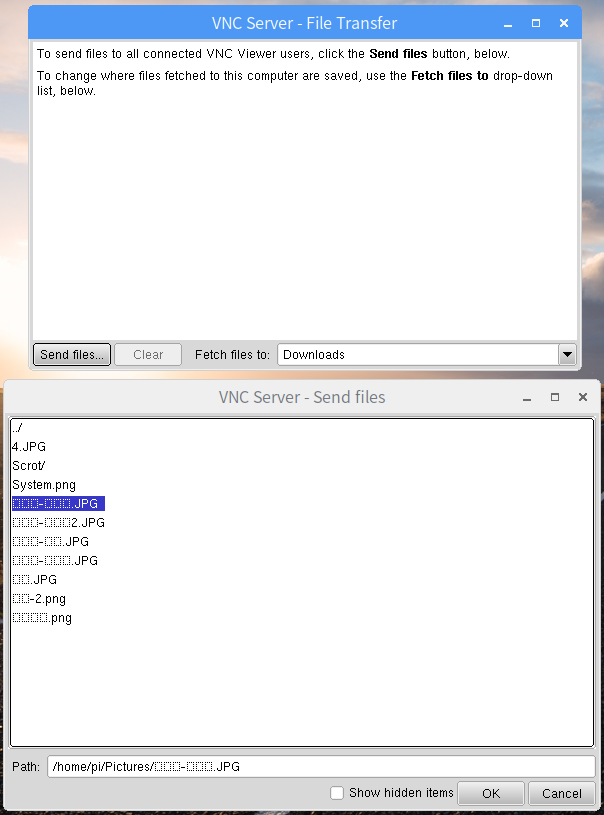 VNC Server - File Transfer
To send files to all connected VNC Viewer users, click the Send files button, below.
To change where files fetched to this computer are saved, use the Fetch files to drop-down
list, below.
Send files... Clear Fetch files to: Downloads
VNC Server - Send files
../
4.JPG
Scrot/
System.png
□□□-□□□.JPG
□□□-□□□2.JPG
□□□-□□.JPG
□□□-□□□.JPG
□□.JPG
□□-2.png
□□□□.png
Path: /home/pi/Pictures/□□□-□□□.JPG
Show hidden items OK Cancel